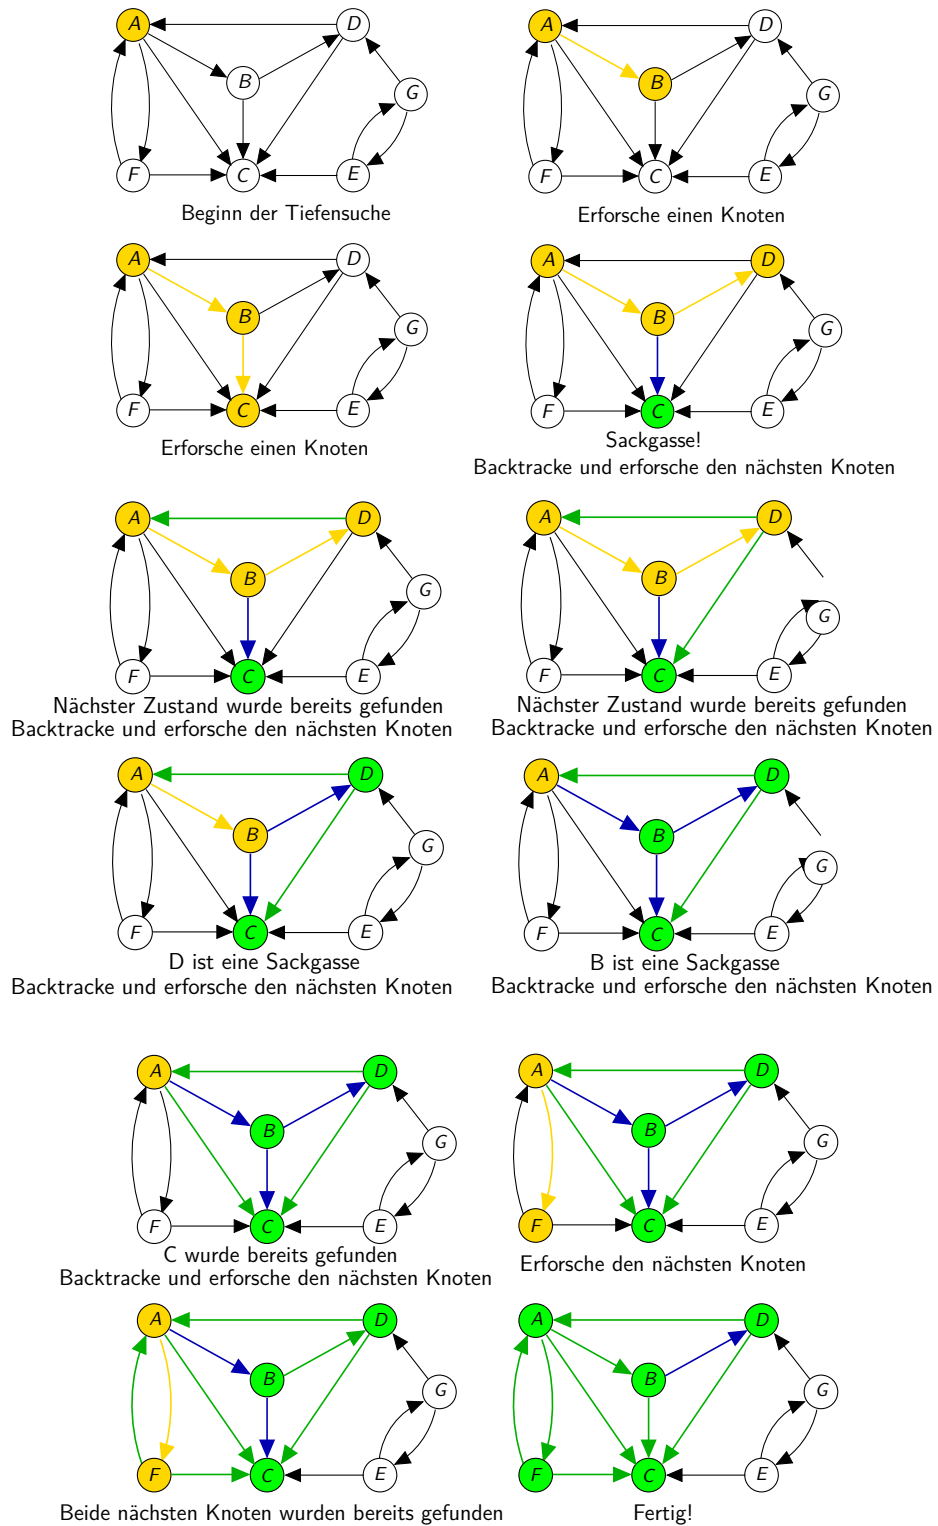 A
D
B
G
F
C
E
Beginn der Tiefensuche
A
D
B
G
F
C
E
Erforsche einen Knoten
A
D
B
G
F
C
E
Erforsche einen Knoten
A
D
B
G
F
C
E
Sackgasse!
Backtracke und erforsche den nächsten Knoten
A
D
B
G
F
C
E
Nächster Zustand wurde bereits gefunden
Backtracke und erforsche den nächsten Knoten
A
D
B
G
F
C
E
Nächster Zustand wurde bereits gefunden
Backtracke und erforsche den nächsten Knoten
A
D
B
G
F
C
E
D ist eine Sackgasse
Backtracke und erforsche den nächsten Knoten
A
D
B
G
F
C
E
B ist eine Sackgasse
Backtracke und erforsche den nächsten Knoten
A
D
B
G
F
C
E
C wurde bereits gefunden
Backtracke und erforsche den nächsten Knoten
A
D
B
G
F
C
E
Erforsche den nächsten Knoten
A
D
B
G
F
C
E
Beide nächsten Knoten wurden bereits gefunden
A
D
B
G
F
C
E
Fertig!